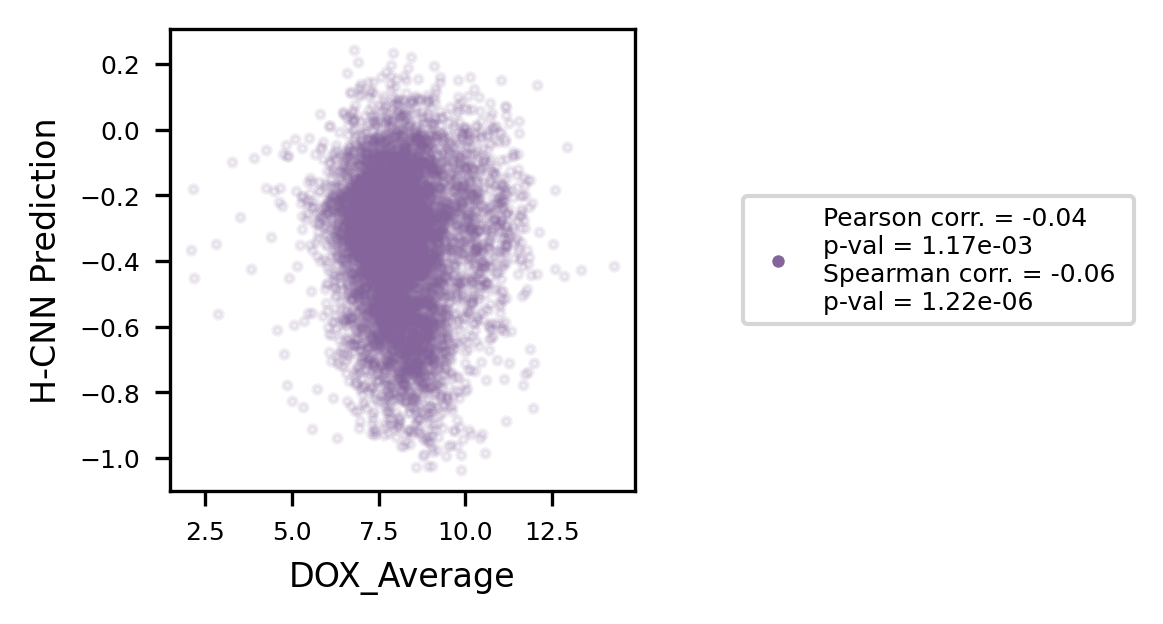 H-CNN Prediction
0.2
0.0
−0.2
−0.4
−0.6
−0.8
−1.0
2.5 5.0 7.5 10.0 12.5
DOX_Average
Pearson corr. = -0.04
p-val = 1.17e-03
Spearman corr. = -0.06
p-val = 1.22e-06